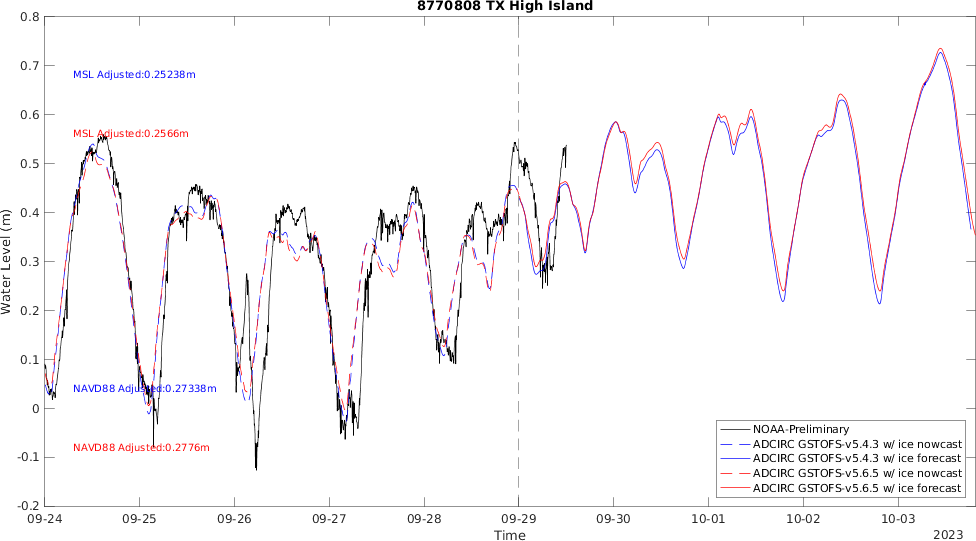 8770808 TX High Island
0.8
0.7
0.6
0.5
0.4
0.3
0.2
0.1
0
-0.1
-0.2
Water Level (m)
MSL Adjusted:0.25238m
MSL Adjusted:0.2566m
NAVD88 Adjusted:0.27338m
NAVD88 Adjusted:0.2776m
NOAA-Preliminary
ADCIRC GSTOFS-v5.4.3 w/ ice nowcast
ADCIRC GSTOFS-v5.4.3 w/ ice forecast
ADCIRC GSTOFS-v5.6.5 w/ ice nowcast
ADCIRC GSTOFS-v5.6.5 w/ ice forecast
09-24 09-25 09-26 09-27 09-28 09-29 09-30 10-01 10-02 10-03
Time
2023